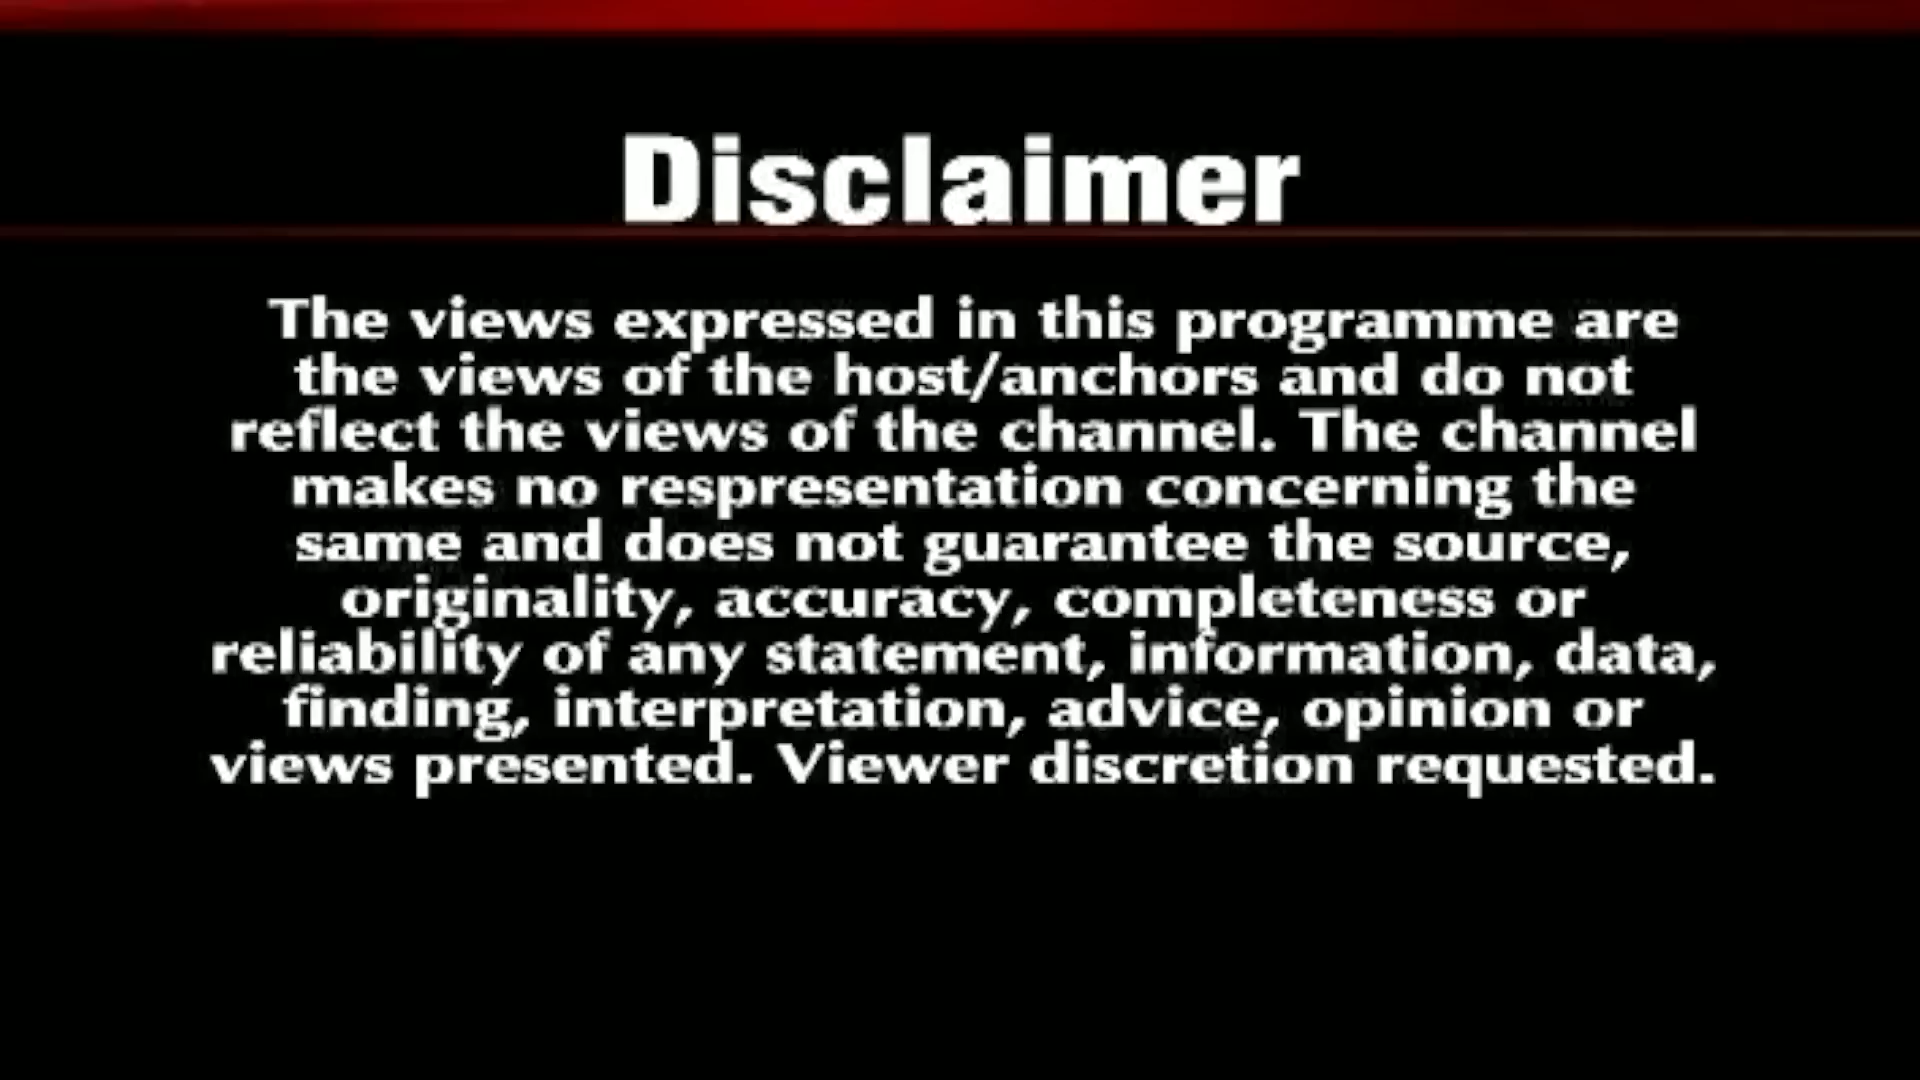 Disclaimer
The views expressed in this programme are
the views of the host/anchors and do not
reflect the views of the channel. The channel
makes no respresentation concerning the
same and does not guarantee the source,
originality, accuracy, completeness or
reliability of any statement, information, data,
finding, interpretation, advice, opinion or
views presented. Viewer discretion requested.